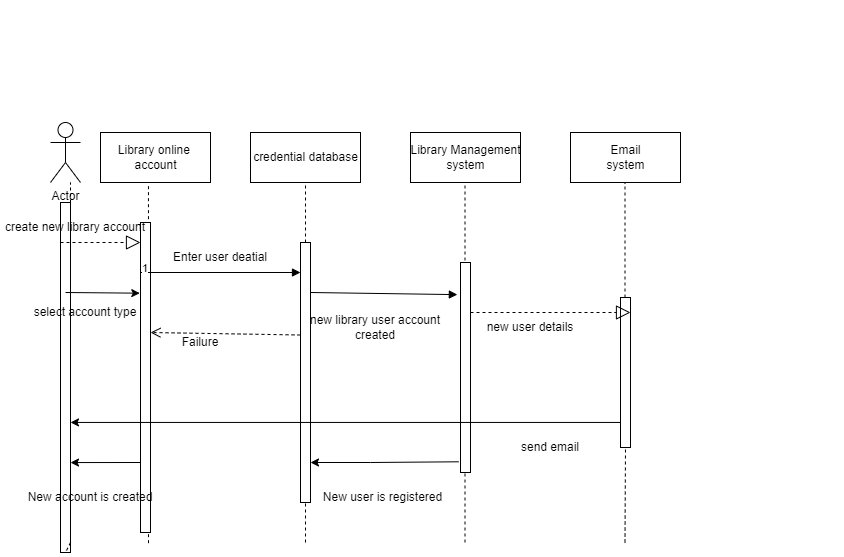 Library online
account
credential database
Library Management
system
Email
system
Actor
create new library account
Enter user deatial
1
select account type
new library user account
created
new user details
Failure
send email
New account is created
New user is registered